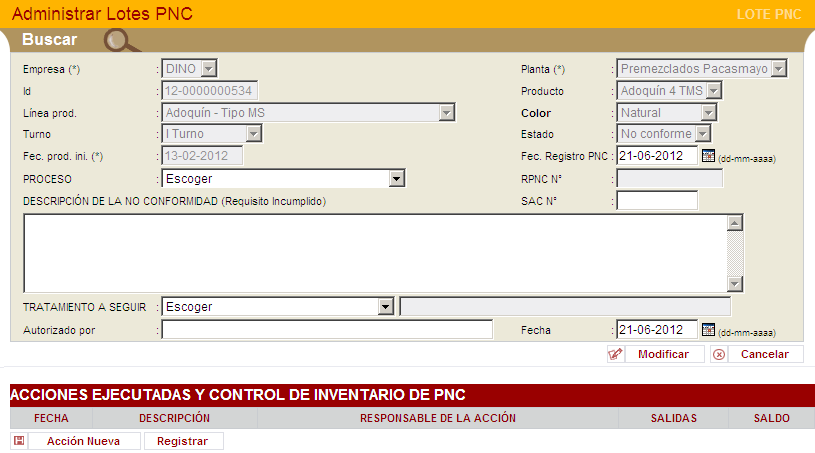 Administrar Lotes PNC LOTE PNC
Buscar
Empresa (*) : DINO Planta (*) : Premezclados Pacasmayo
Id : 12-0000000534 Producto : Adoquín 4 TMS
Línea prod. : Adoquín - Tipo MS Color : Natural
Turno : I Turno Estado : No conforme
Fec. prod. ini. (*) : 13-02-2012 Fec. Registro PNC : 21-06-2012 (dd-mm-aaaa)
PROCESO : Escoger RPNC N° :
DESCRIPCIÓN DE LA NO CONFORMIDAD (Requisito Incumplido) SAC N° :
TRATAMIENTO A SEGUIR : Escoger
Autorizado por : Fecha : 21-06-2012 (dd-mm-aaaa)
Modificar Cancelar
ACCIONES EJECUTADAS Y CONTROL DE INVENTARIO DE PNC
FECHA DESCRIPCIÓN RESPONSABLE DE LA ACCIÓN SALIDAS SALDO
Acción Nueva Registrar